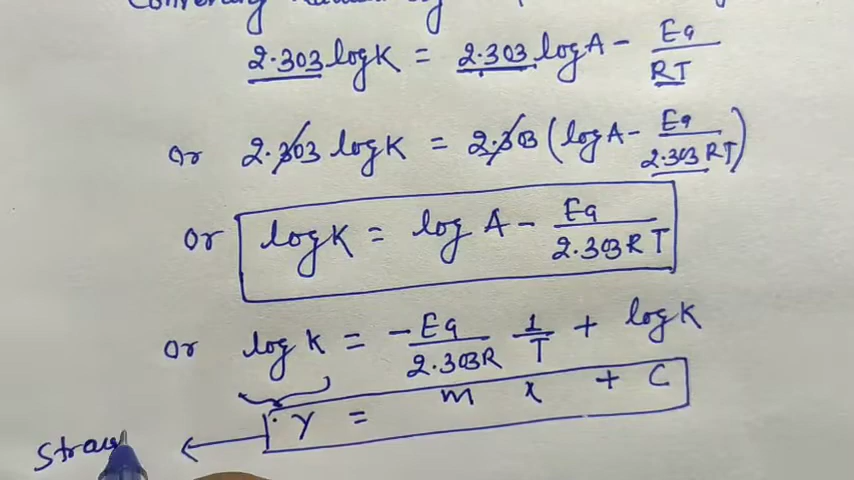 2.303 log K = 2.303 log A - Ea/RT
Or 2.303 log K = 2.303 (log A - Ea/2.303 RT)
Or log K = log A - Ea/2.303 R T
Or log K = -Ea/2.303R 1/T + log K
Y = m x + C